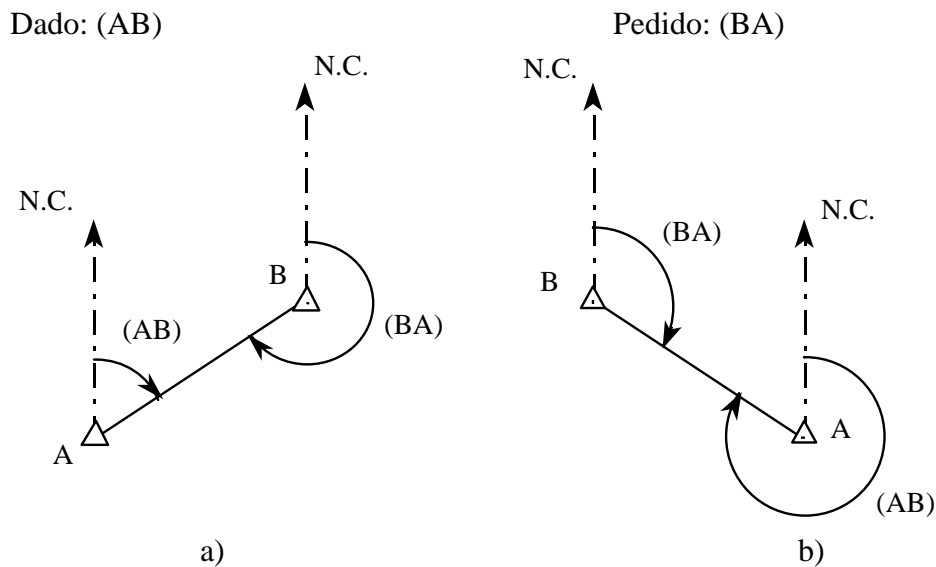 Dado: (AB)
Pedido: (BA)
N.C.
N.C.
B
(AB)
(BA)
A
a)
N.C.
N.C.
(BA)
B
A
(AB)
b)